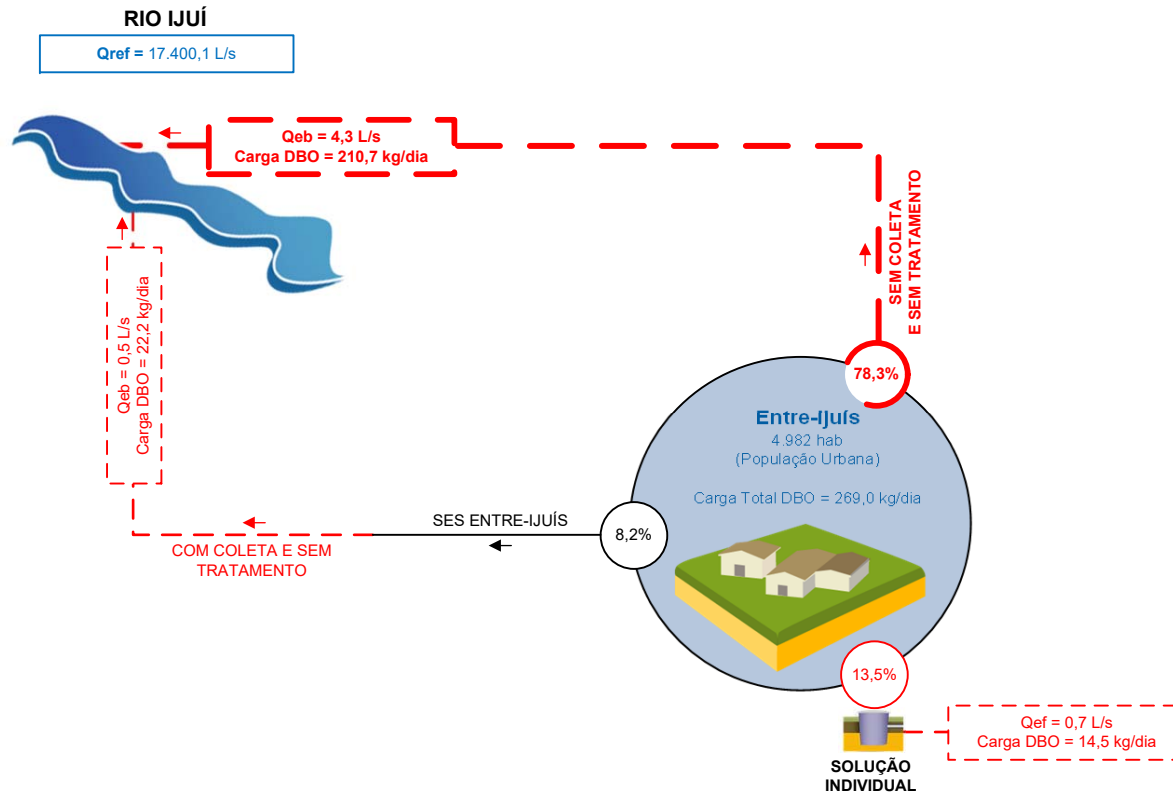 RIO IJUÍ
Qref = 17.400,1 L/s
Qeb = 4,3 L/s
Carga DBO = 210,7 kg/dia
SEM COLETA
E SEM TRATAMENTO
Qeb = 0,5 L/s
Carga DBO = 22,2 kg/dia
78,3%
Entre-Ijuís
4.982 hab
(População Urbana)
Carga Total DBO = 269,0 kg/dia
SES ENTRE-IJUÍS
8,2%
COM COLETA E SEM
TRATAMENTO
13,5%
Qef = 0,7 L/s
Carga DBO = 14,5 kg/dia
SOLUÇÃO
INDIVIDUAL